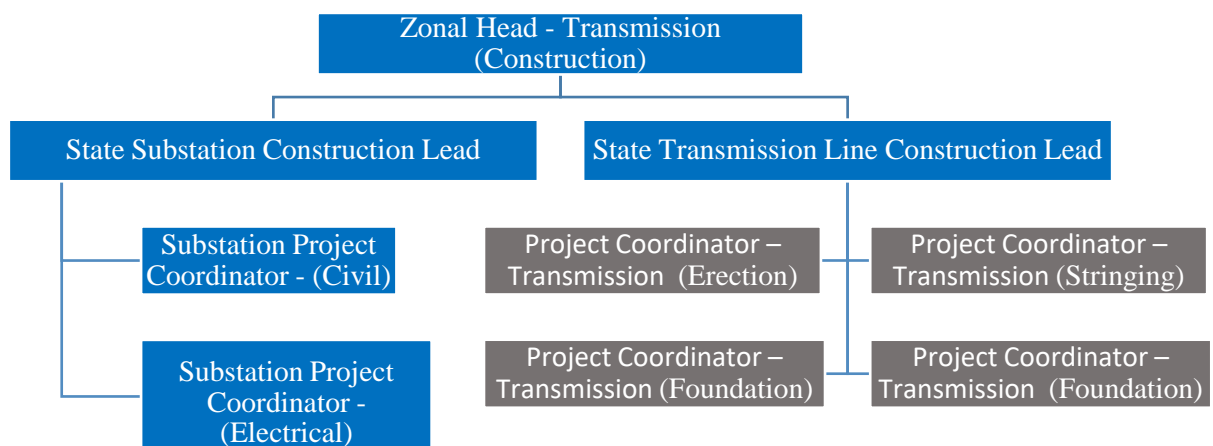 Zonal Head - Transmission
(Construction)
State Substation Construction Lead
State Transmission Line Construction Lead
Substation Project
Coordinator - (Civil)
Project Coordinator –
Transmission (Erection)
Project Coordinator –
Transmission (Stringing)
Substation Project
Coordinator -
(Electrical)
Project Coordinator –
Transmission (Foundation)
Project Coordinator –
Transmission (Foundation)